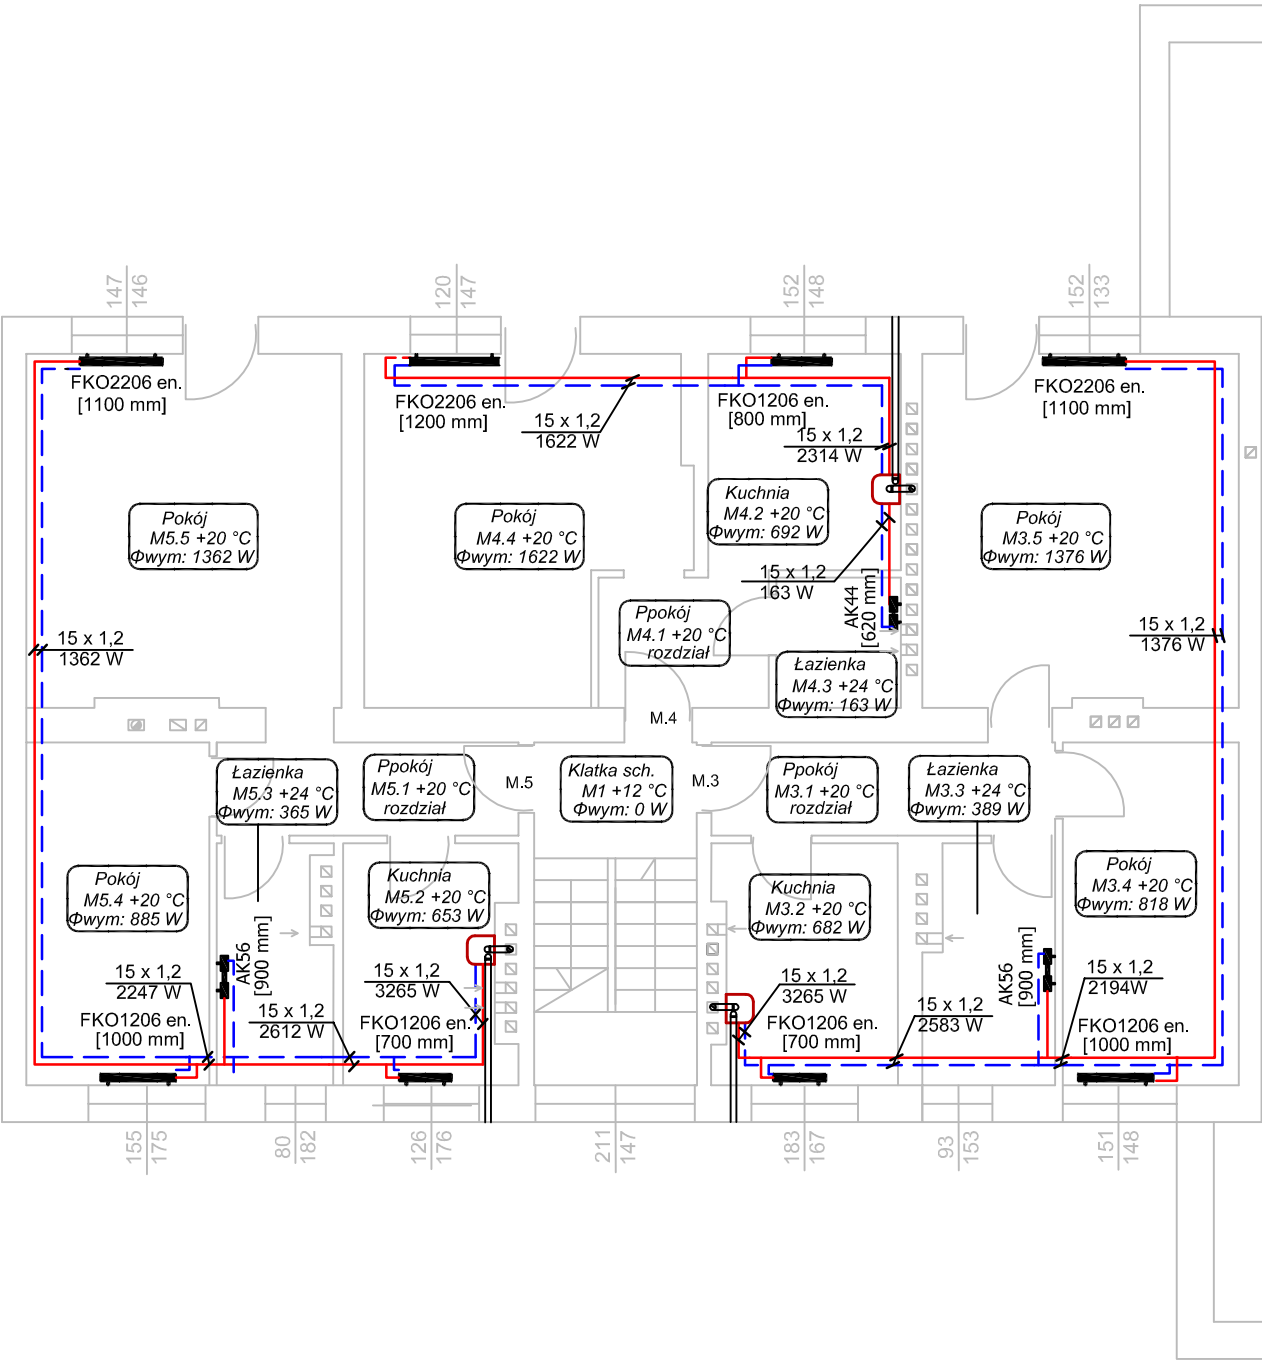 147
146
120
147
152
148
152
133
FKO2206 en.
[1100 mm]
FKO2206 en.
[1200 mm]
15 x 1,2
1622 W
FKO1206 en.
[800 mm]
15 x 1,2
2314 W
FKO2206 en.
[1100 mm]
Pokój
M5.5 +20 °C
Φwym: 1362 W
Pokój
M4.4 +20 °C
Φwym: 1622 W
Kuchnia
M4.2 +20 °C
Φwym: 692 W
Pokój
M3.5 +20 °C
Φwym: 1376 W
15 x 1,2
163 W
AK44
[620 mm]
Ppokój
M4.1 +20 °C
rozdział
15 x 1,2
1362 W
15 x 1,2
1376 W
Łazienka
M4.3 +24 °C
Φwym: 163 W
M.4
Łazienka
M5.3 +24 °C
Φwym: 365 W
Ppokój
M5.1 +20 °C
rozdział
M.5
Klatka sch.
M1 +12 °C
Φwym: 0 W
M.3
Ppokój
M3.1 +20 °C
rozdział
Łazienka
M3.3 +24 °C
Φwym: 389 W
Pokój
M5.4 +20 °C
Φwym: 885 W
Kuchnia
M5.2 +20 °C
Φwym: 653 W
Kuchnia
M3.2 +20 °C
Φwym: 682 W
Pokój
M3.4 +20 °C
Φwym: 818 W
15 x 1,2
2247 W
AK56
[900 mm]
15 x 1,2
3265 W
15 x 1,2
3265 W
AK56
[900 mm]
15 x 1,2
2194W
FKO1206 en.
[1000 mm]
15 x 1,2
2612 W
FKO1206 en.
[700 mm]
FKO1206 en.
[700 mm]
15 x 1,2
2583 W
FKO1206 en.
[1000 mm]
155
175
80
182
126
176
211
147
183
167
93
153
151
148